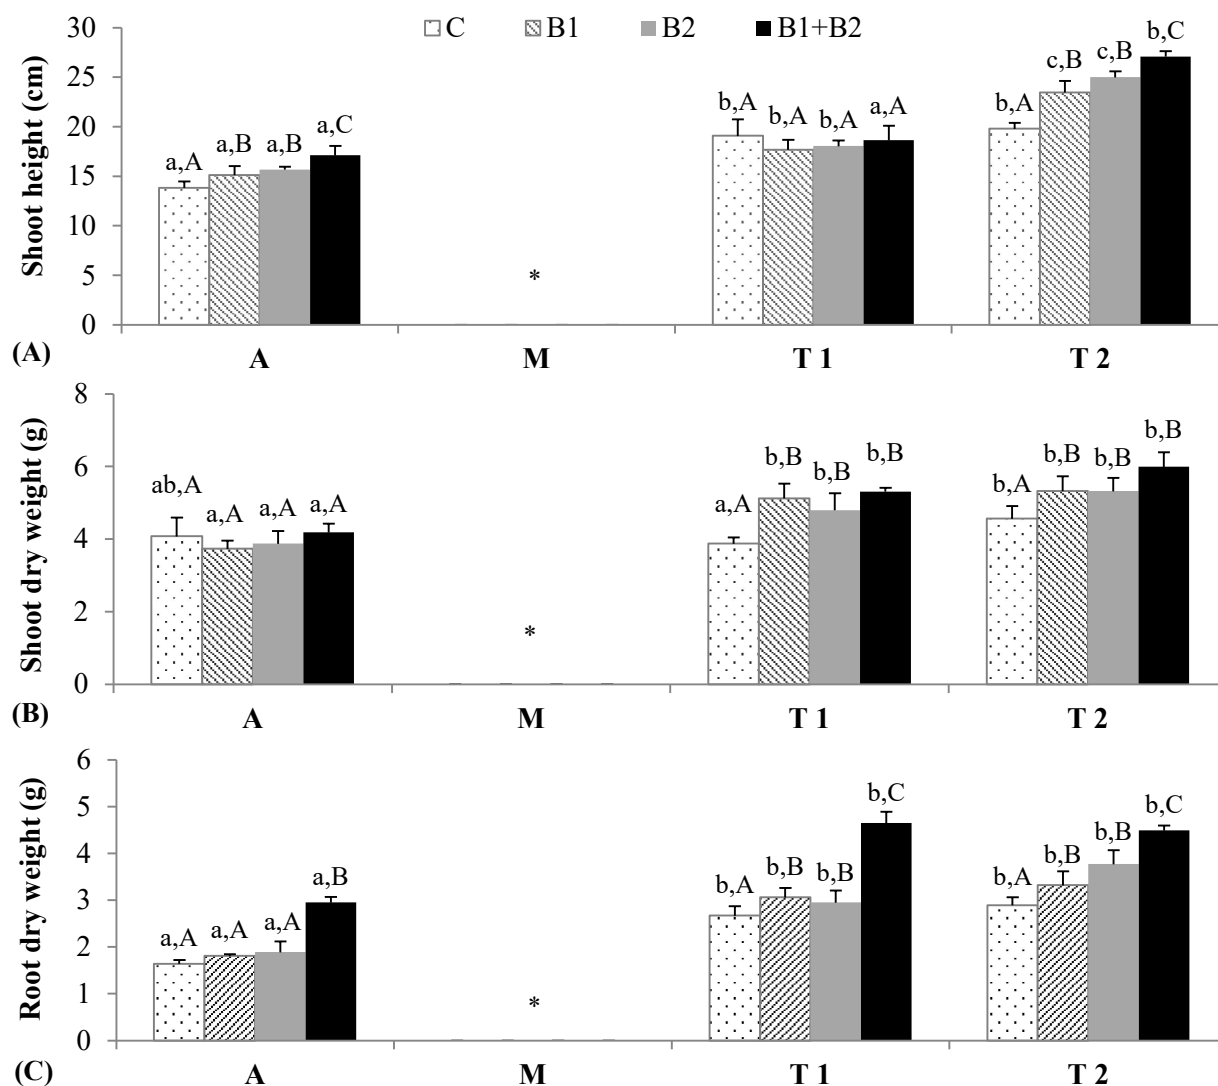 C B1 B2 B1+B2
Shoot height (cm)
30
25
20
15
10
5
0
a,A a,B a,B a,C
*
b,A b,A b,A a,A
b,A c,B c,B b,C
(A) A M T 1 T 2
Shoot dry weight (g)
8
6
4
2
0
ab,A a,A a,A a,A
*
a,A b,B b,B b,B
b,A b,B b,B b,B
(B) A M T 1 T 2
Root dry weight (g)
6
5
4
3
2
1
0
a,A a,A a,A a,B
*
b,A b,B b,B b,C
b,A b,B b,B b,C
(C) A M T 1 T 2